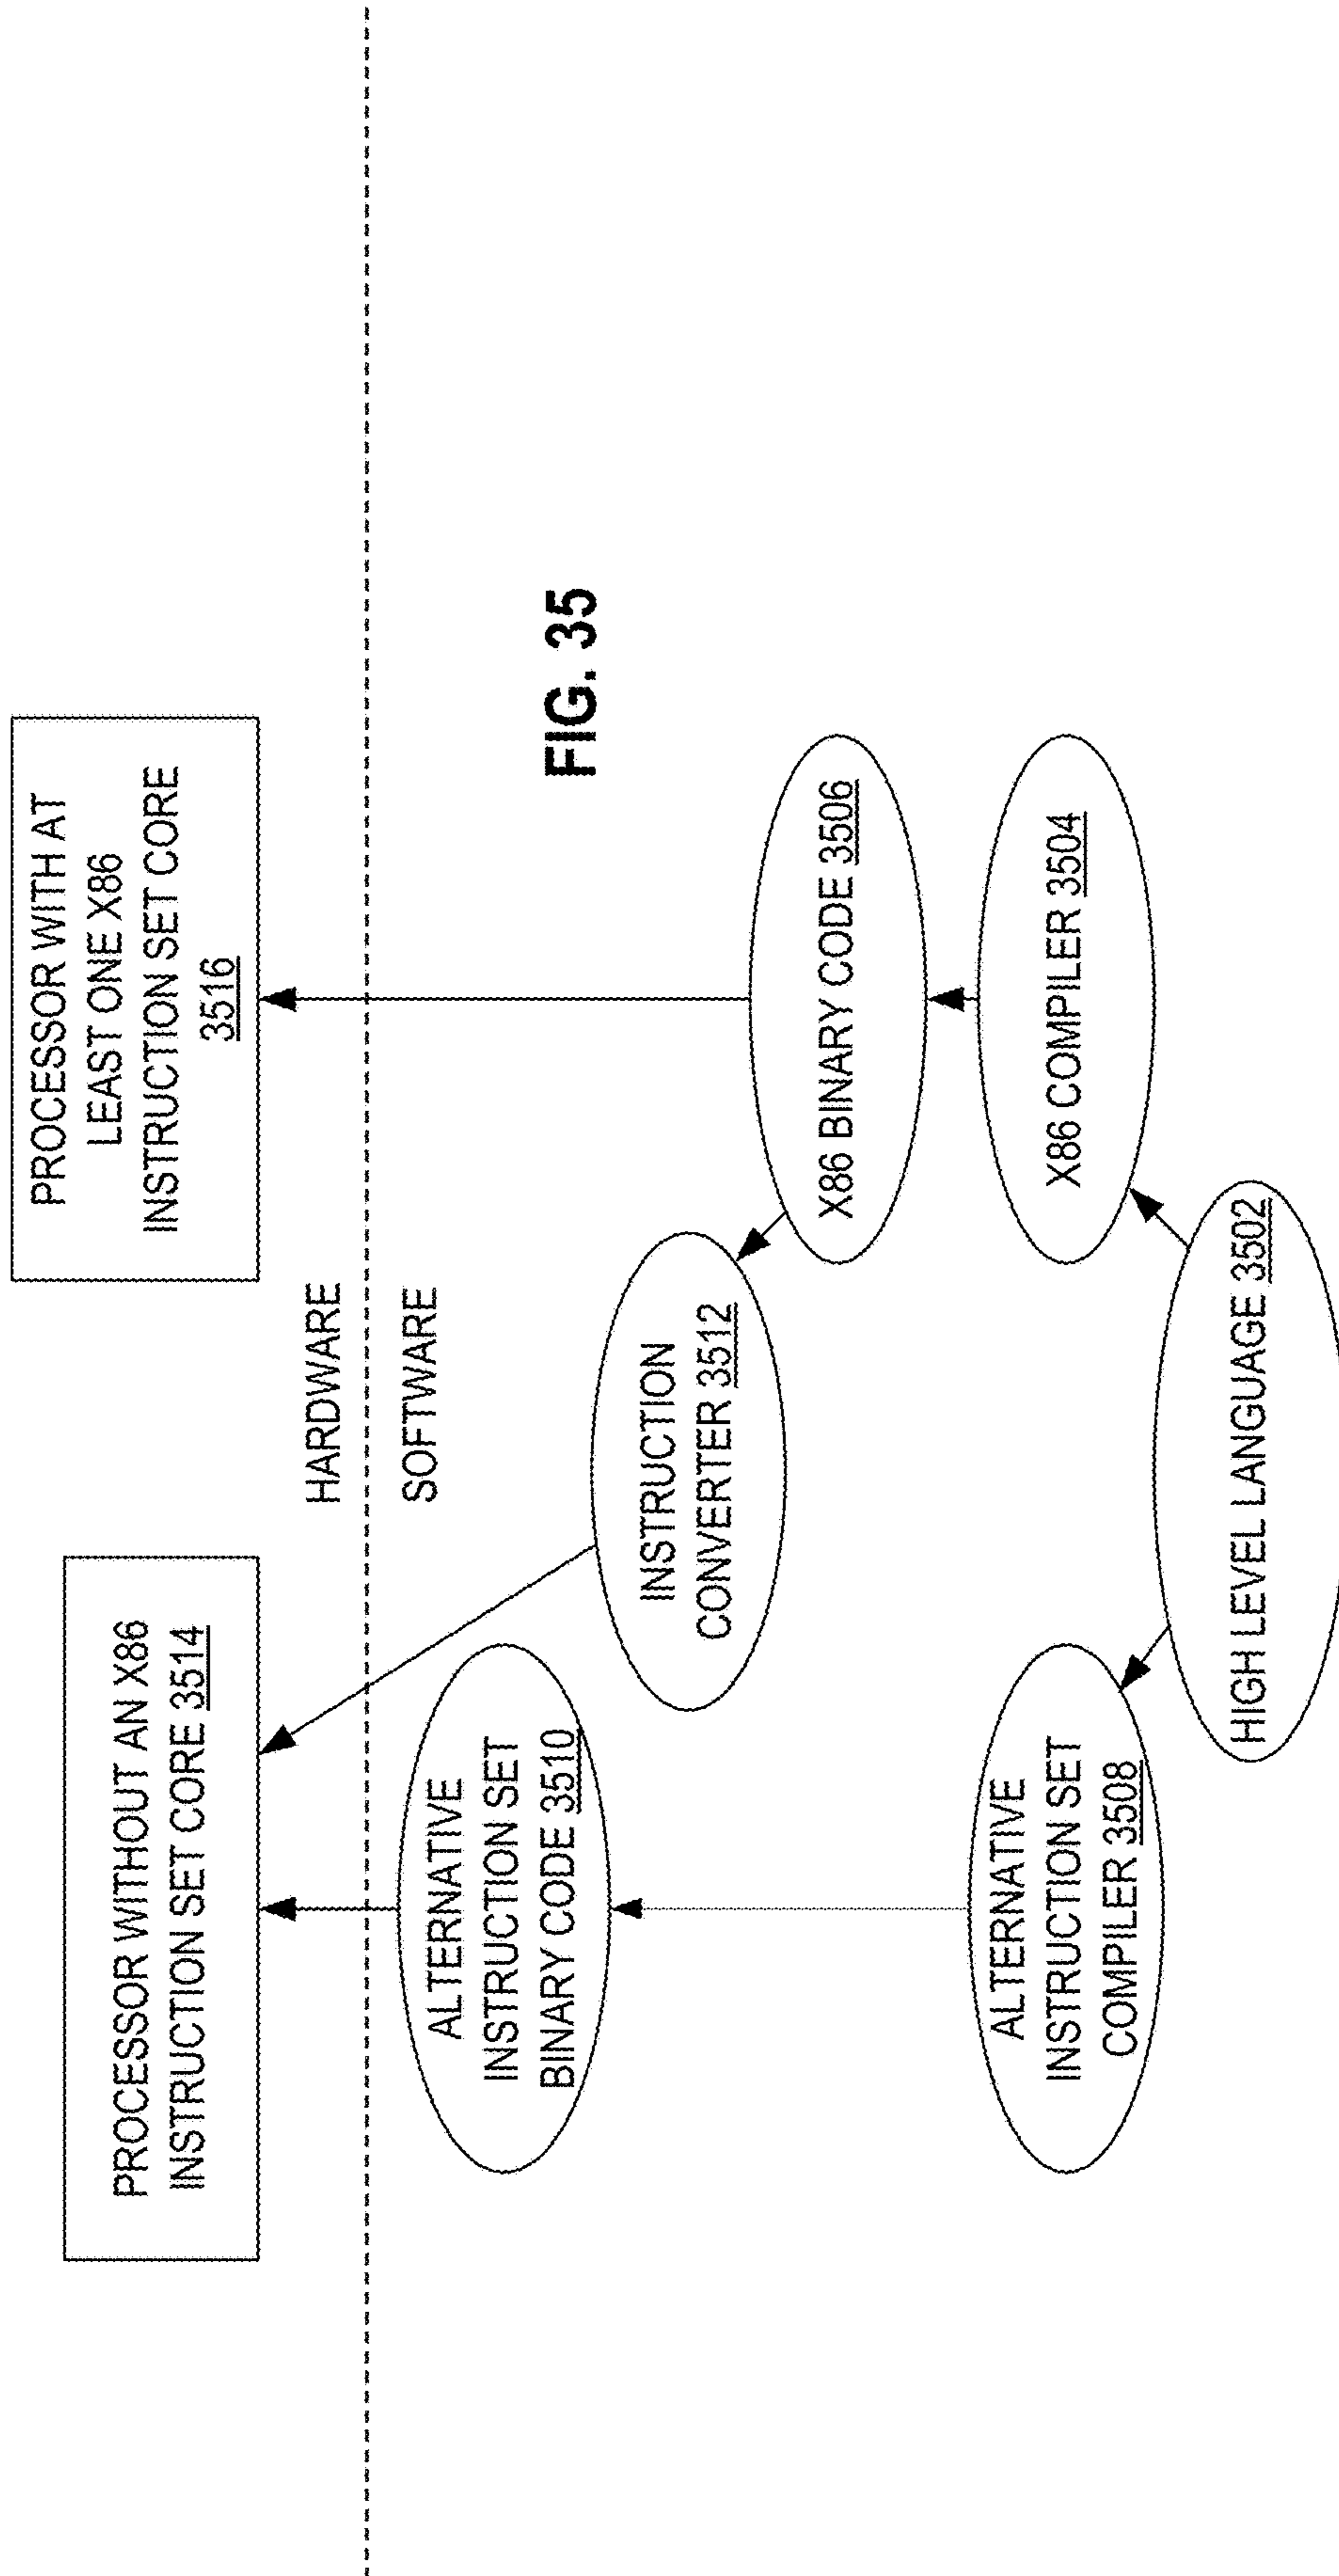 PROCESSOR WITHOUT AN X86
INSTRUCTION SET CORE 3514
PROCESSOR WITH AT
LEAST ONE X86
INSTRUCTION SET CORE
3516
HARDWARE
SOFTWARE
ALTERNATIVE
INSTRUCTION SET
BINARY CODE 3510
INSTRUCTION
CONVERTER 3512
FIG. 35
X86 BINARY CODE 3506
ALTERNATIVE
INSTRUCTION SET
COMPILER 3508
X86 COMPILER 3504
HIGH LEVEL LANGUAGE 3502